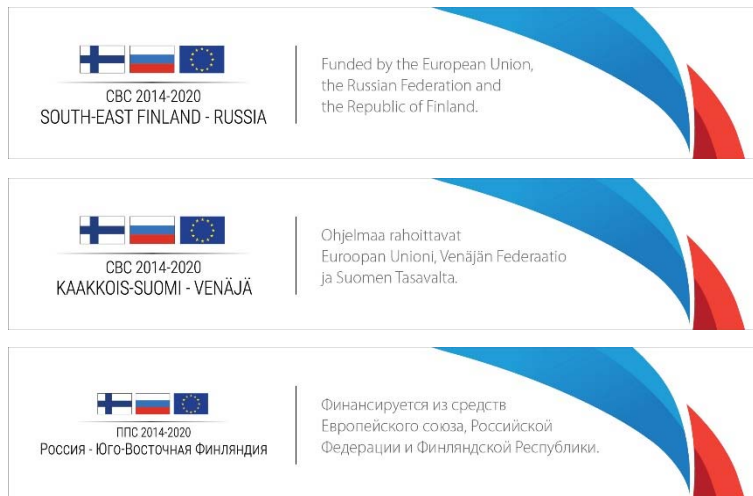 CBC 2014-2020
SOUTH-EAST FINLAND - RUSSIA
Funded by the European Union,
the Russian Federation and
the Republic of Finland.
CBC 2014-2020
KAAKKOIS-SUOMI - VENÄJÄ
Ohjelmaa rahoittavat
Euroopan Unioni, Venäjän Federaatio
ja Suomen Tasavalta.
ППС 2014-2020
Россия - Юго-Восточная Финляндия
Финансируется из средств
Европейского союза, Российской
Федерации и Финляндской Республики.